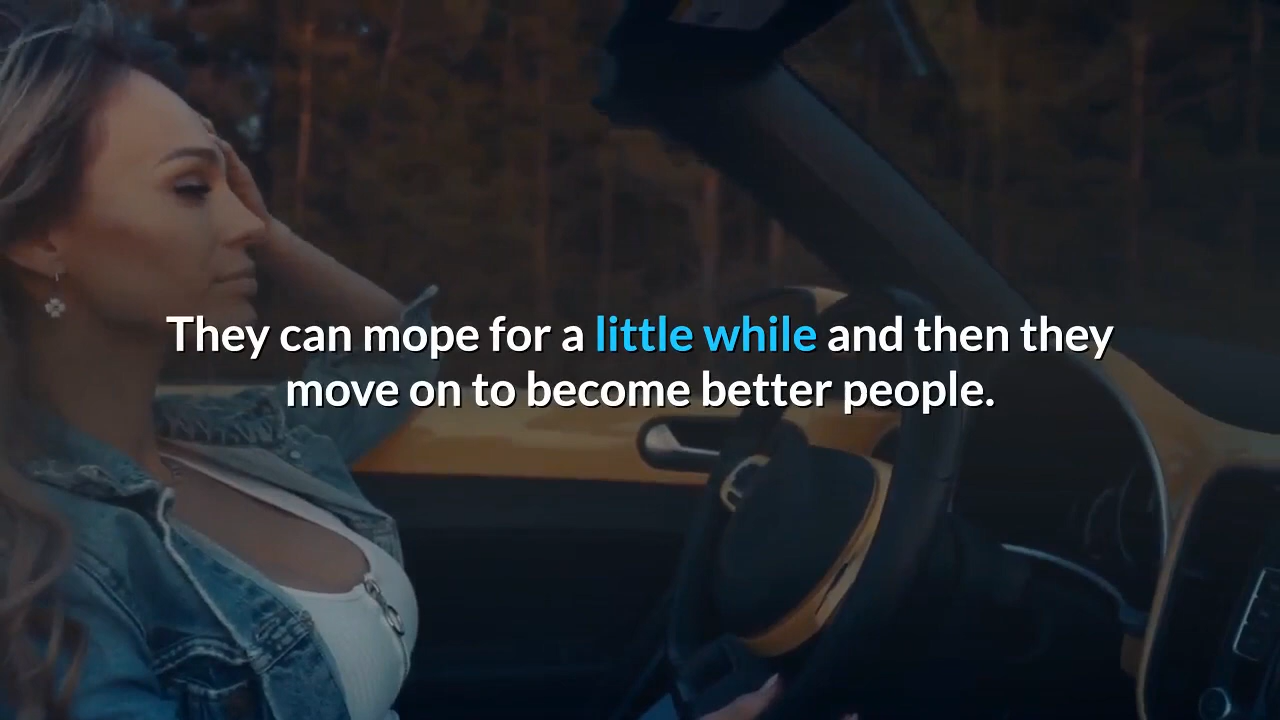 They can mope for a little while and then they
move on to become better people.